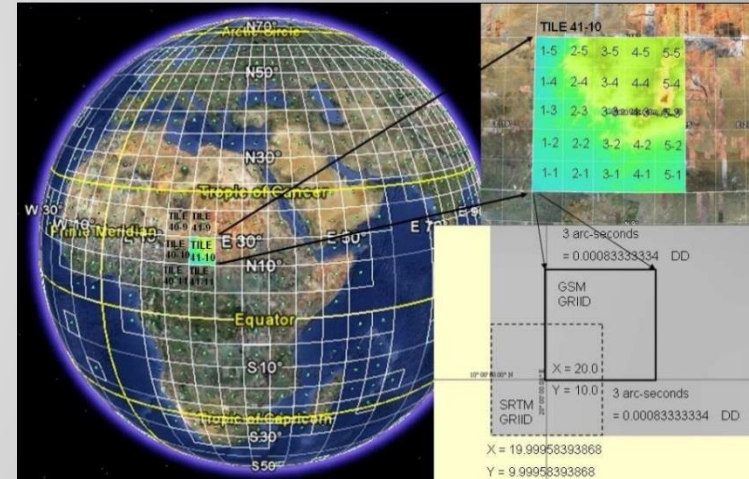 N70°
Arctic Circle
N50°
N30°
Tropic of Cancer
W 30°
W 10°
Prime Meridian
E 10°
E 30°
E 50°
TILE TILE
40-9 41-9
TILE TILE
40-10 41-10
TILE TILE
N10°
Equator
S10°
Tropic of Capricorn
S30°
S50°
TILE 41-10
1-5 2-5 3-5 4-5 5-5
1-4 2-4 3-4 4-4 5-4
1-3 2-3
1-2 2-2 3-2 4-2 5-2
1-1 2-1 3-1 4-1 5-1
3 arc-seconds
= 0.00083333334 DD
GSM
GRIID
X = 20.0
Y = 10.0
3 arc-seconds
= 0.00083333334 DD
SRTM
GRIID
X = 19.99958393868
Y = 9.99958393868